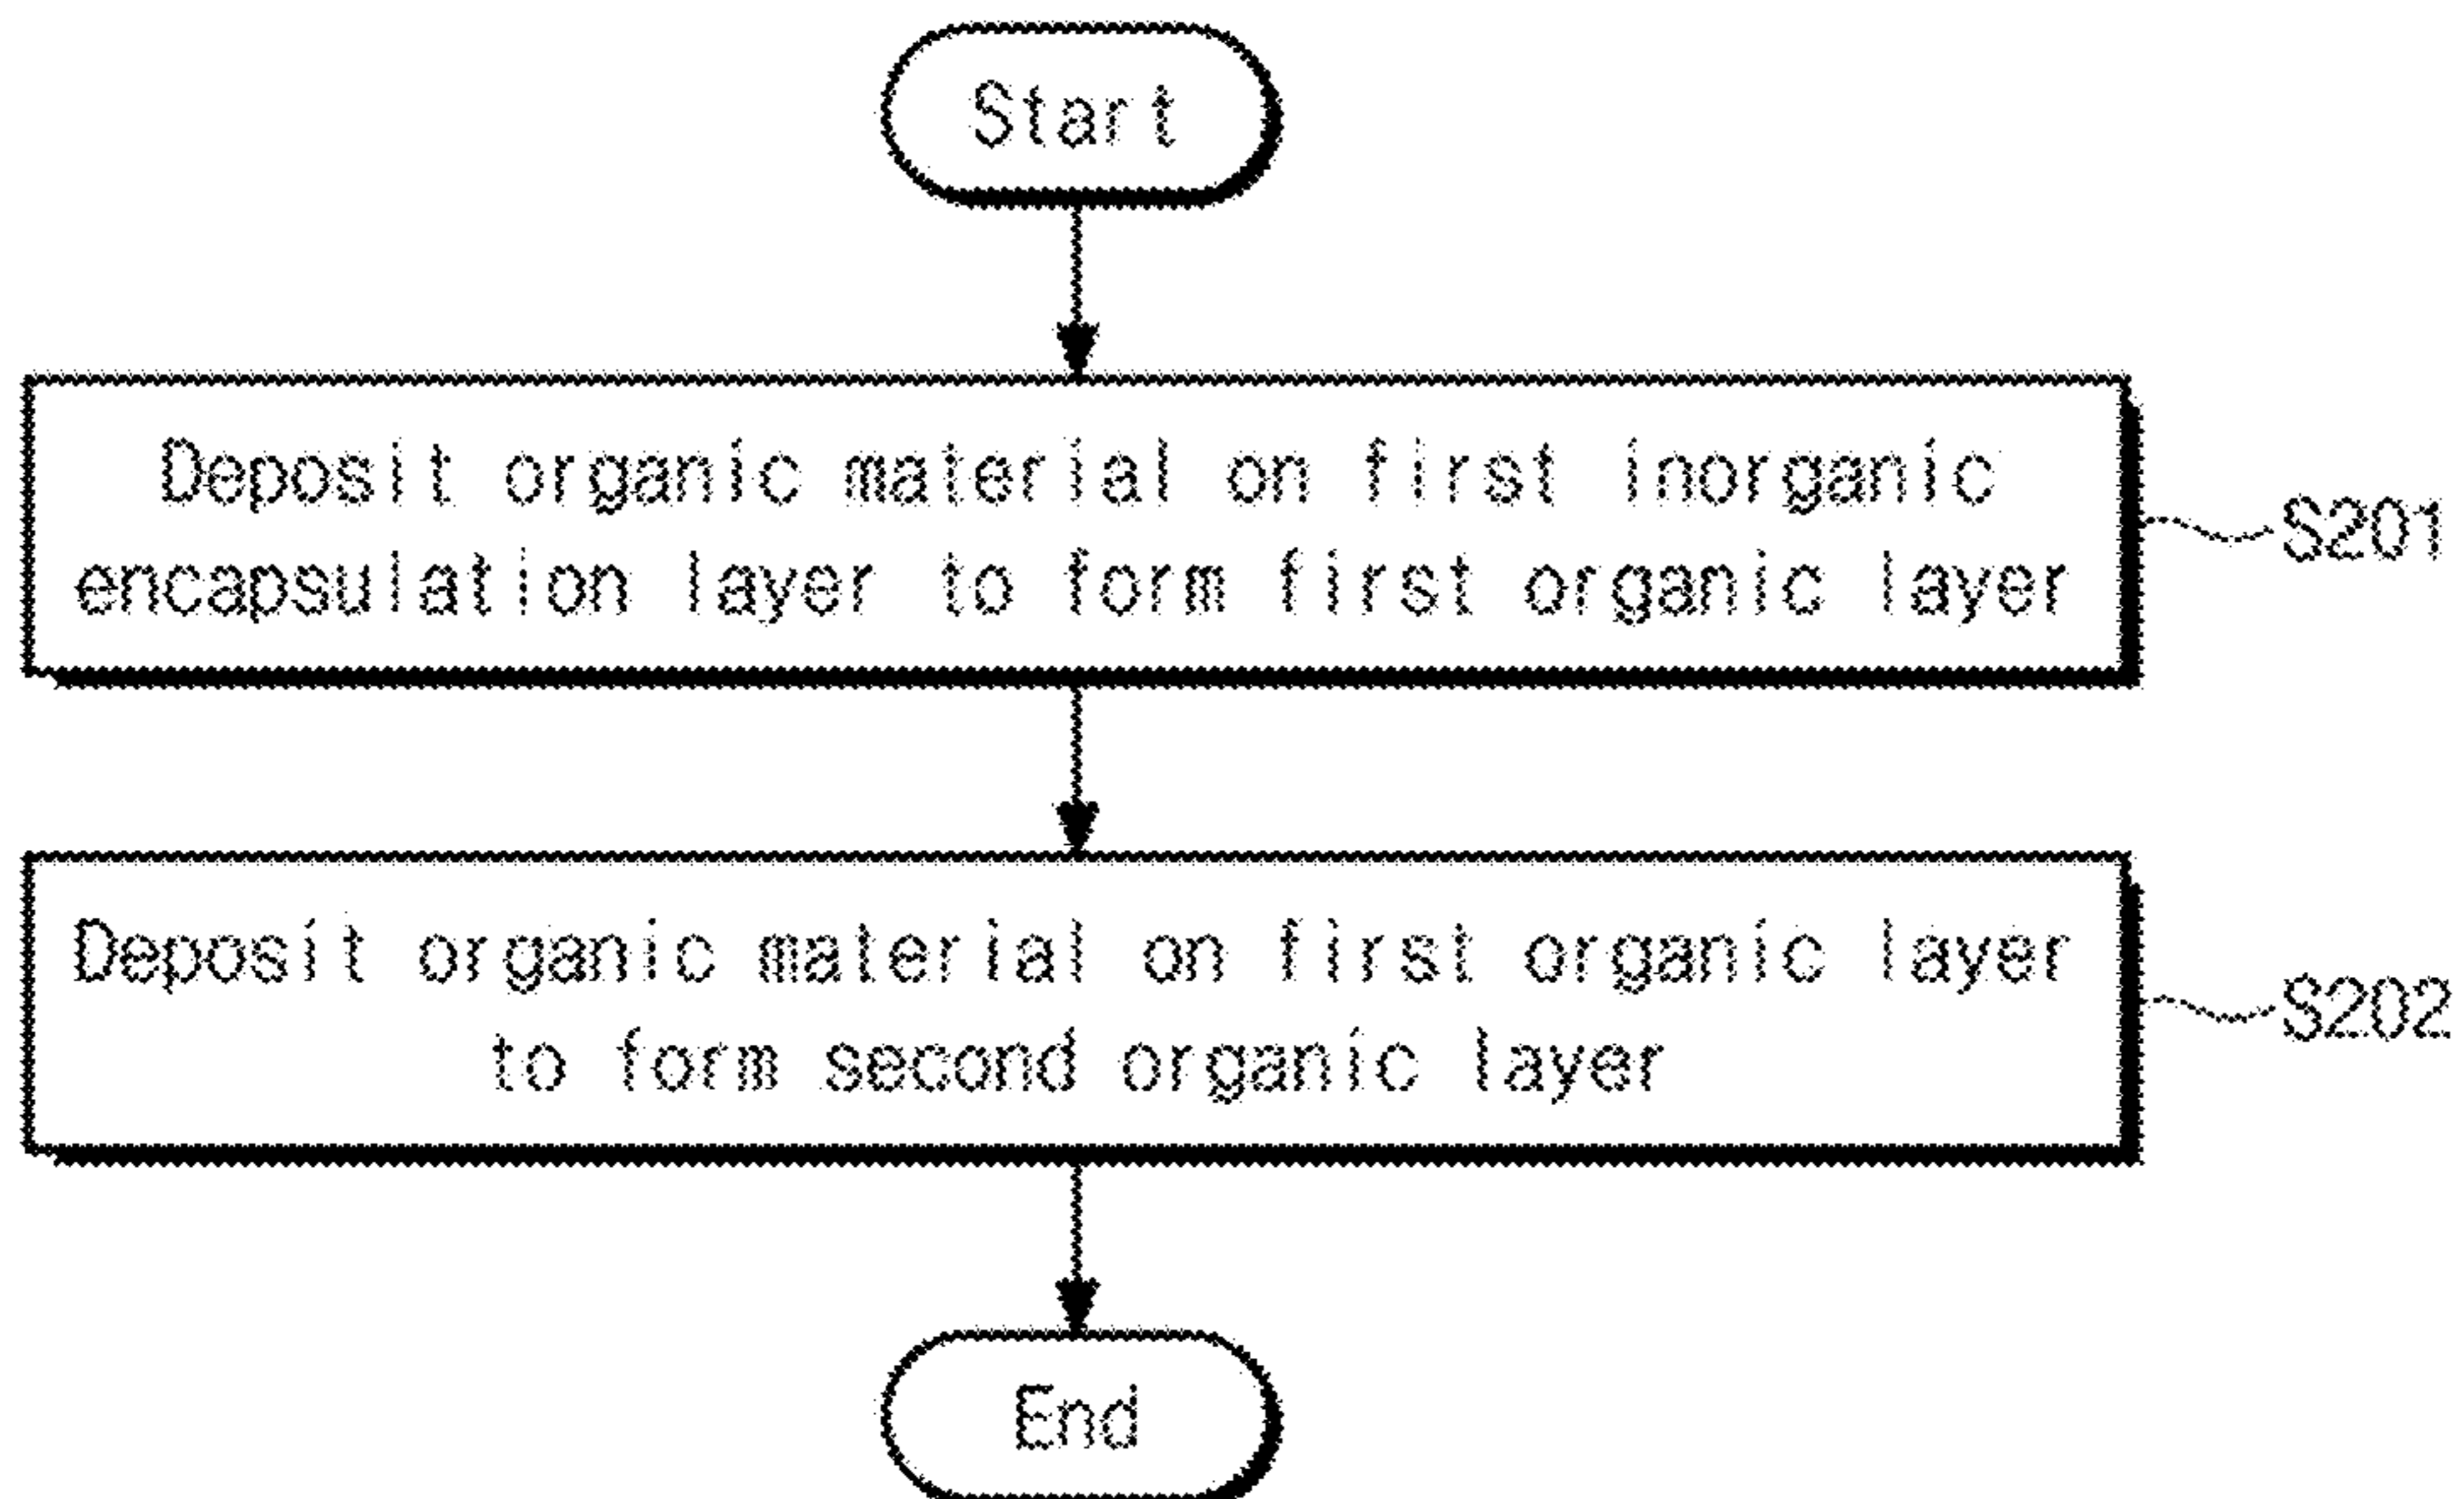 Start
Deposit organic material on first inorganic
encapsulation layer to form first organic layer
S201
Deposit organic material on first organic layer
to form second organic layer
S202
End